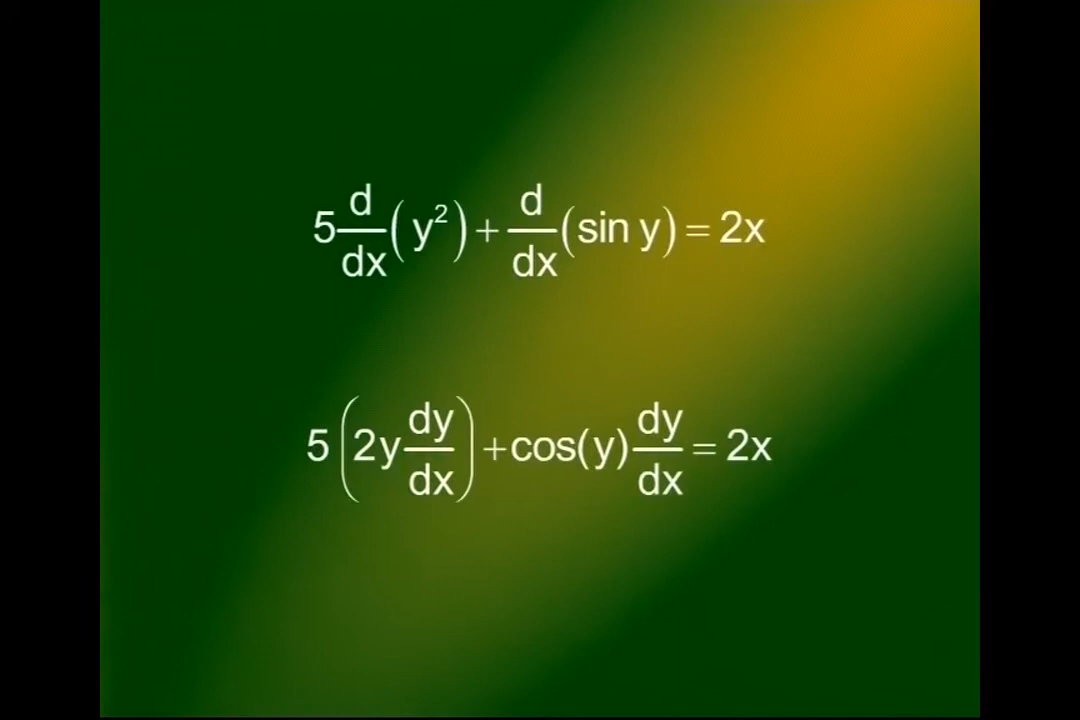 5 d/dx (y²) + d/dx (sin y) = 2x
5 (2y dy/dx) + cos(y) dy/dx = 2x